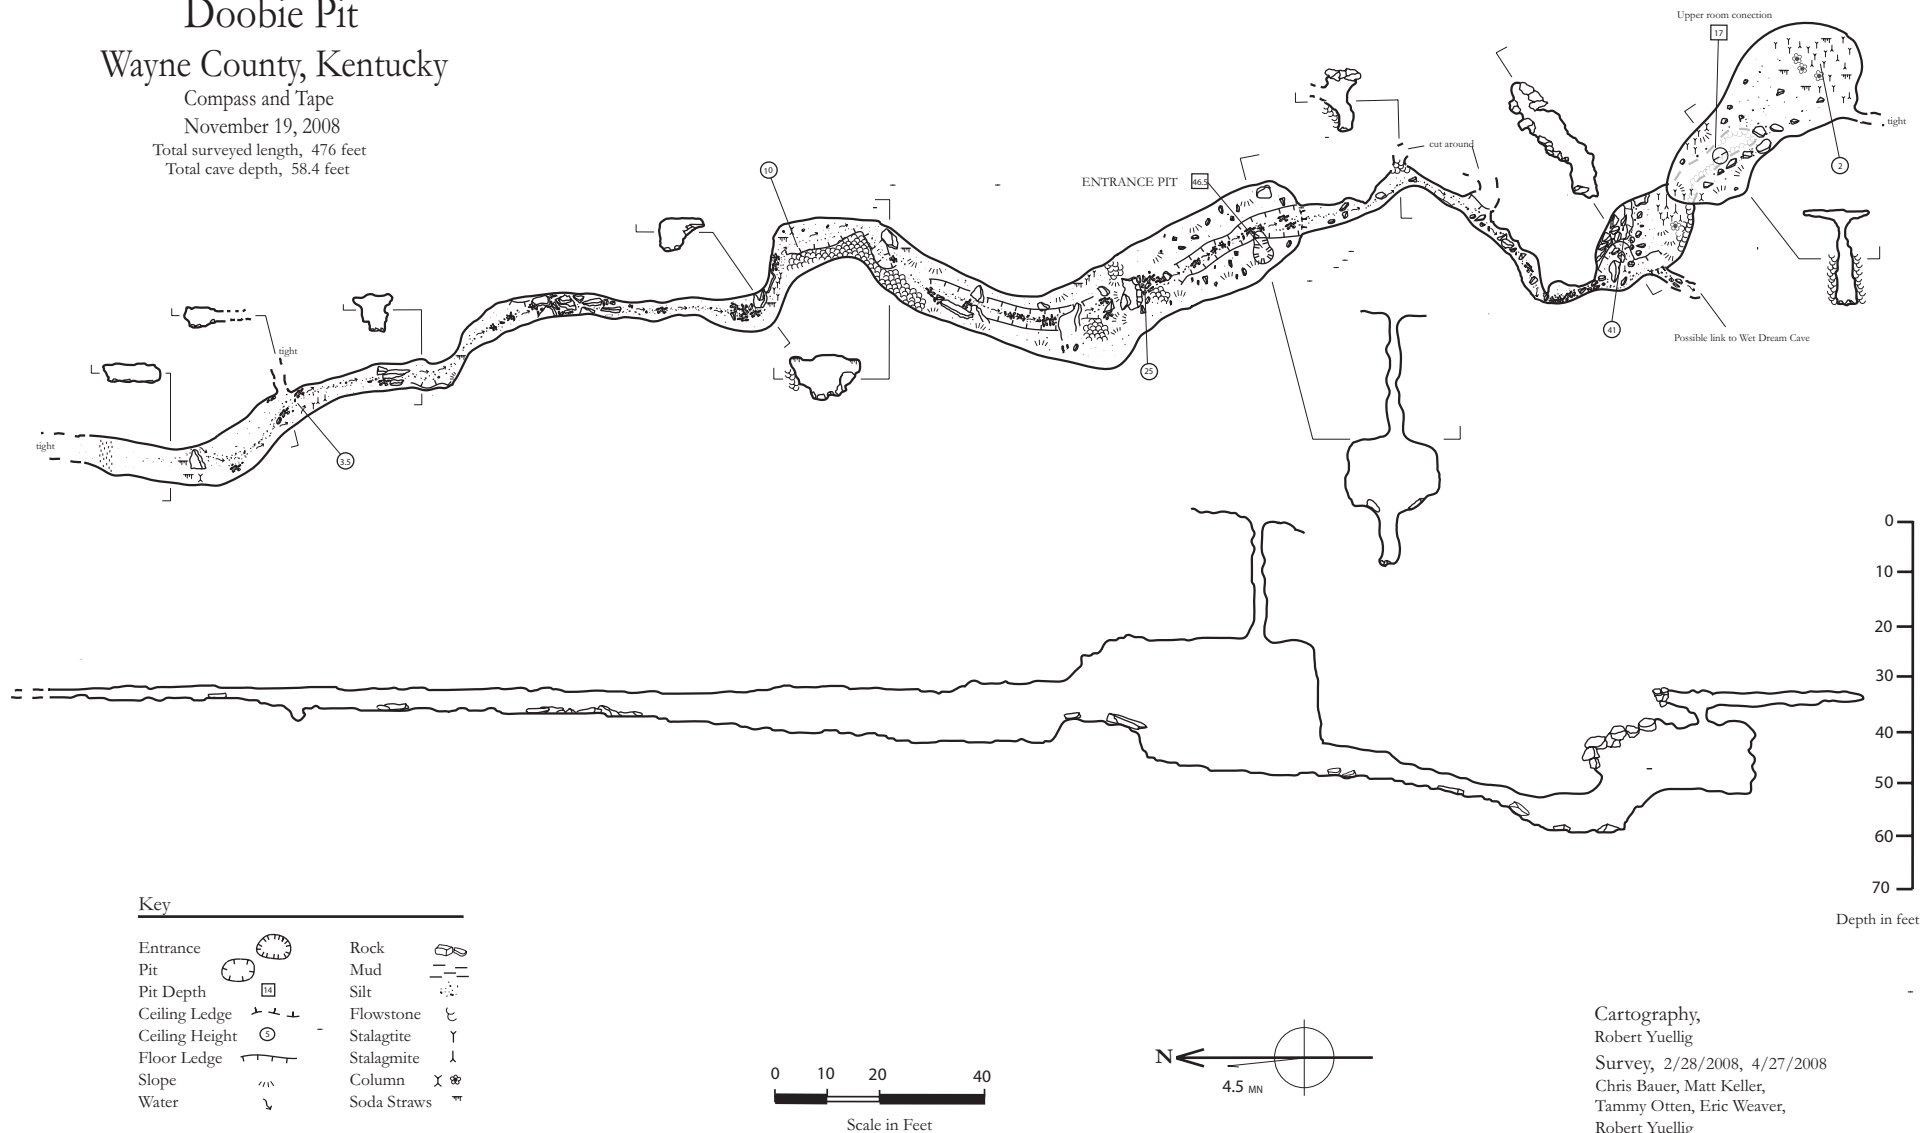 Doobie Pit
Wayne County, Kentucky
Compass and Tape
November 19, 2008
Total surveyed length, 476 feet
Total cave depth, 58.4 feet
Upper room conection
17
tight
2
cut around
ENTRANCE PIT
46.5
10
41
Possible link to Wet Dream Cave
25
tight
3.5
tight
0
10
20
30
40
50
60
70
Depth in feet
Key
Entrance
Pit
Pit Depth 14
Ceiling Ledge
Ceiling Height 5
Floor Ledge
Slope
Water
Rock
Mud
Silt
Flowstone
Stalagtite
Stalagmite
Column
Soda Straws
0 10 20 40
Scale in Feet
N
4.5 MN
Cartography,
Robert Yuellig
Survey, 2/28/2008, 4/27/2008
Chris Bauer, Matt Keller,
Tammy Otten, Eric Weaver,
Robert Yuellig